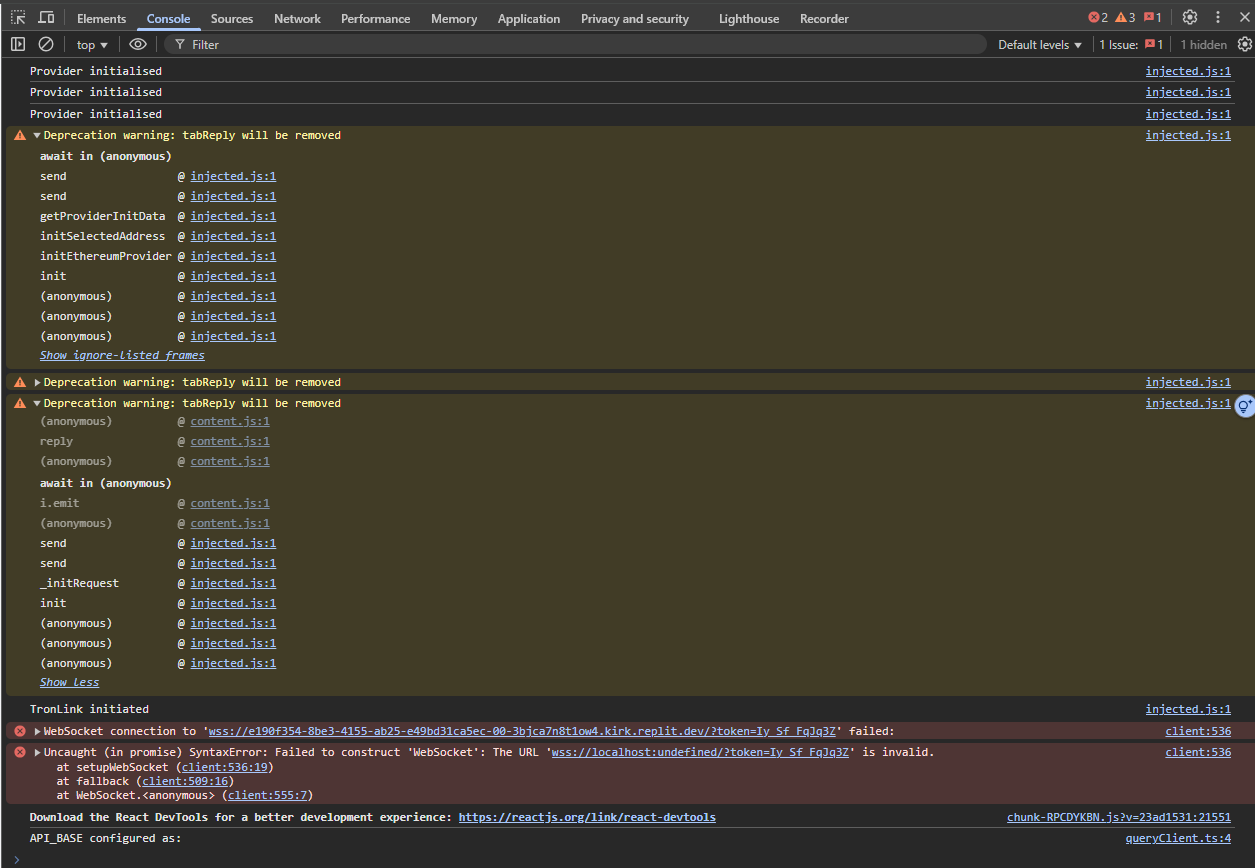 Elements Console Sources Network Performance Memory Application Privacy and security Lighthouse Recorder 2 3 1
top Filter Default levels 1 Issue: 1 1 hidden
Provider initialised injected.js:1
Provider initialised injected.js:1
Provider initialised injected.js:1
Deprecation warning: tabReply will be removed injected.js:1
await in (anonymous)
send @ injected.js:1
send @ injected.js:1
getProviderInitData @ injected.js:1
initSelectedAddress @ injected.js:1
initEthereumProvider @ injected.js:1
init @ injected.js:1
(anonymous) @ injected.js:1
(anonymous) @ injected.js:1
(anonymous) @ injected.js:1
Show ignore-listed frames
Deprecation warning: tabReply will be removed injected.js:1
Deprecation warning: tabReply will be removed injected.js:1
(anonymous) @ content.js:1
reply @ content.js:1
(anonymous) @ content.js:1
await in (anonymous)
i.emit @ content.js:1
(anonymous) @ content.js:1
send @ injected.js:1
send @ injected.js:1
_initRequest @ injected.js:1
init @ injected.js:1
(anonymous) @ injected.js:1
(anonymous) @ injected.js:1
(anonymous) @ injected.js:1
Show less
TronLink initiated injected.js:1
WebSocket connection to 'wss://e190f354-8be3-4155-ab25-e49bd31ca5ec-00-3bjca7n8t1ow4.kirk.replit.dev/?token=Iy_Sf_FqJq3Z' failed: client:536
Uncaught (in promise) SyntaxError: Failed to construct 'WebSocket': The URL 'wss://localhost:undefined/?token=Iy_Sf_FqJq3Z' is invalid. client:536
at setupWebSocket (client:536:19)
at fallback (client:509:16)
at WebSocket.<anonymous> (client:555:7)
Download the React DevTools for a better development experience: https://reactjs.org/link/react-devtools chunk-RPCDYKBN.js?v=23ad1531:21551
API_BASE configured as: queryClient.ts:4